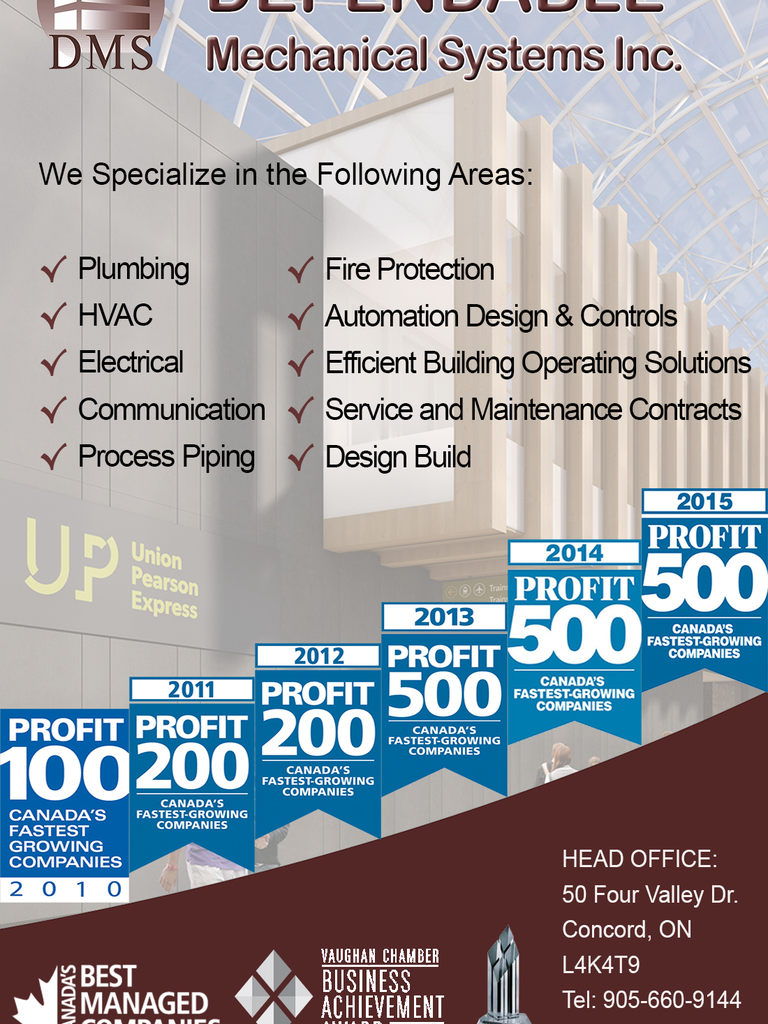 DEPENDABLE
DMS
Mechanical Systems Inc.
We Specialize in the Following Areas:
Plumbing
HVAC
Electrical
Communication
Process Piping
Fire Protection
Automation Design & Controls
Efficient Building Operating Solutions
Service and Maintenance Contracts
Design Build
UP Union
Pearson
Express
PROFIT
100
CANADA'S
FASTEST
GROWING
COMPANIES
2010
2011
PROFIT
200
CANADA'S
FASTEST-GROWING
COMPANIES
2012
PROFIT
200
CANADA'S
FASTEST-GROWING
COMPANIES
2013
PROFIT
500
CANADA'S
FASTEST-GROWING
COMPANIES
2014
PROFIT
500
CANADA'S
FASTEST-GROWING
COMPANIES
2015
PROFIT
500
CANADA'S
FASTEST-GROWING
COMPANIES
HEAD OFFICE:
50 Four Valley Dr.
Concord, ON
L4K4T9
Tel: 905-660-9144
BEST
MANAGED
COMPANIES
VAUGHAN CHAMBER
BUSINESS
ACHIEVEMENT